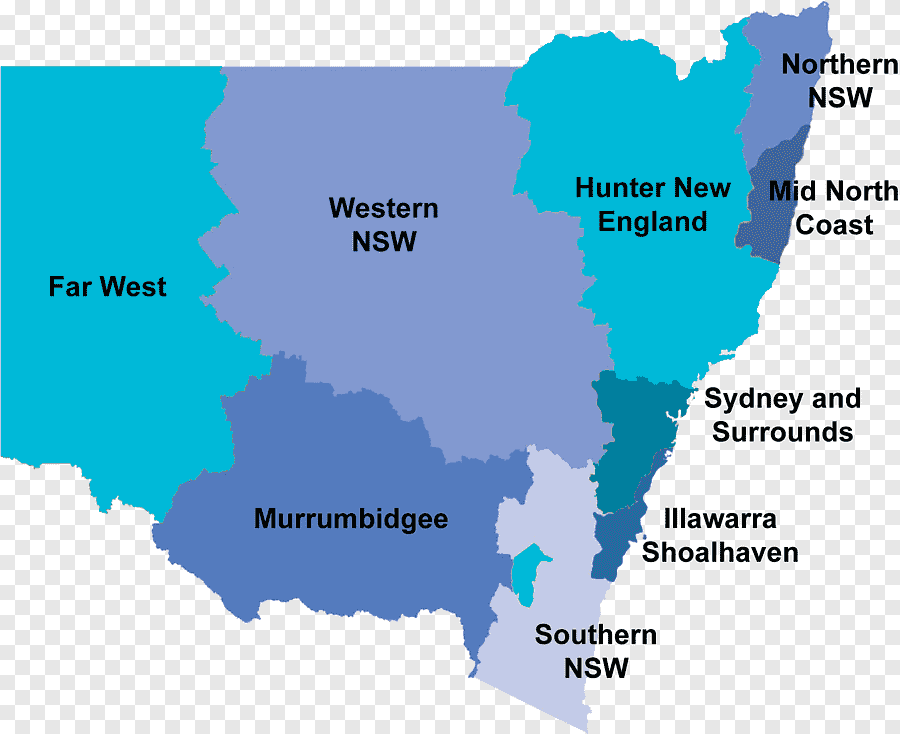 Northern
NSW
Mid North
Coast
Hunter New
England
Western
NSW
Far West
Sydney and
Surrounds
Murrumbidgee
Illawarra
Shoalhaven
Southern
NSW